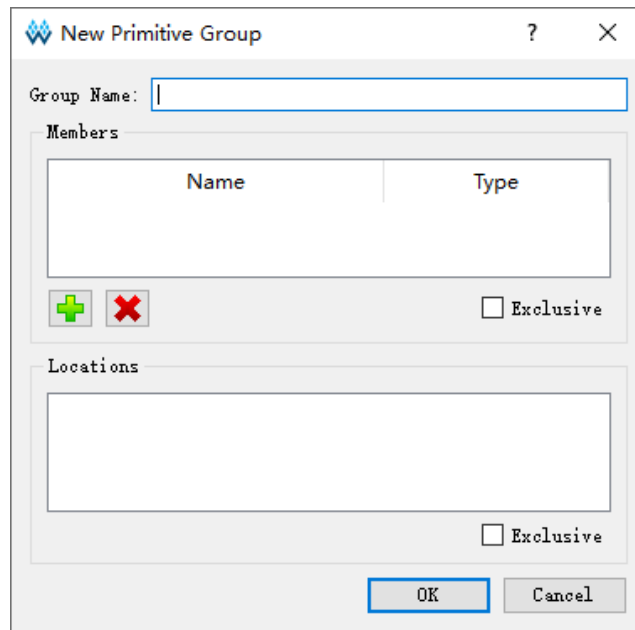 New Primitive Group
?
Group Name:
Members
Name Type
Exclusive
Locations
Exclusive
OK Cancel